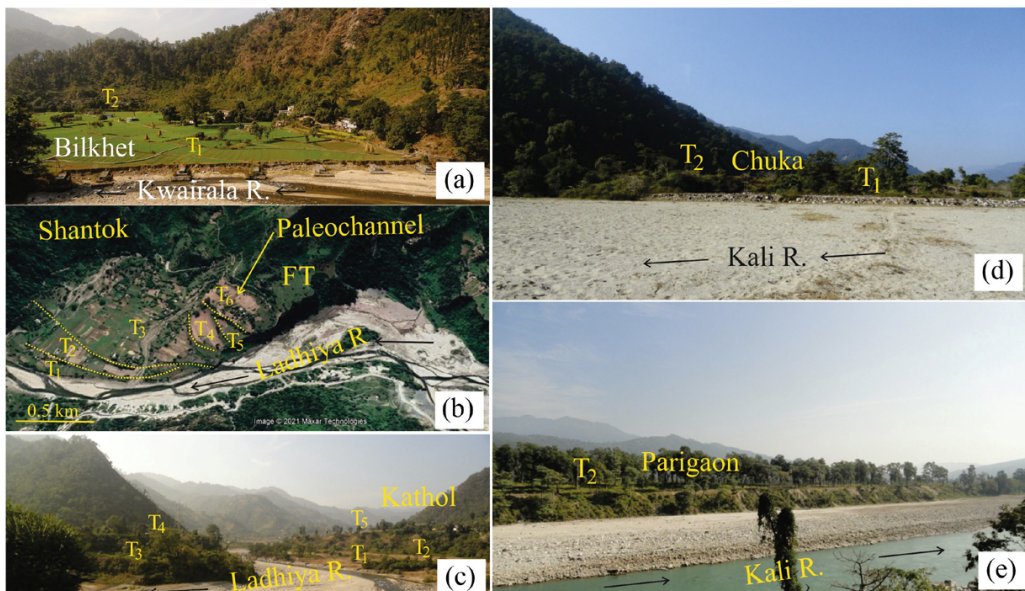 T2
Bilkhet
T1
Kwairala R.
(a)
Shantok
Paleochannel
FT
T6
T3
T4
T5
T2
T1
Ladhiya R
0.5 km
Image © 2021 Maxar Technologies
(b)
Kathol
T5
T4
T3
T1
T2
Ladhiya R.
(c)
T2 Chuka
T1
Kali R.
(d)
T2
Parigaon
Kali R.
(e)